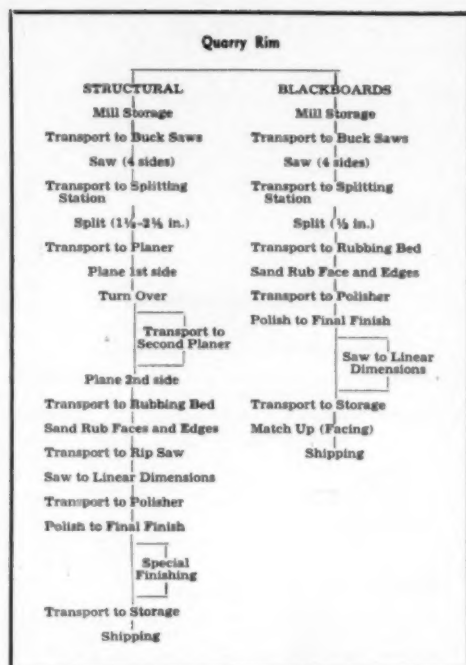 Quarry Rim
STRUCTURAL
Mill Storage
Transport to Buck Saws
Saw (4 sides)
Transport to Splitting
Station
Split (1¼-2⅛ in.)
Transport to Planer
Plane 1st side
Turn Over
Transport to
Second Planer
Plane 2nd side
Transport to Rubbing Bed
Sand Rub Faces and Edges
Transport to Rip Saw
Saw to Linear Dimensions
Transport to Polisher
Polish to Final Finish
Special
Finishing
Transport to Storage
Shipping
BLACKBOARDS
Mill Storage
Transport to Buck Saws
Saw (4 sides)
Transport to Splitting
Station
Split (½ in.)
Transport to Rubbing Bed
Sand Rub Face and Edges
Transport to Polisher
Polish to Final Finish
Saw to Linear
Dimensions
Transport to Storage
Match Up (Facing)
Shipping